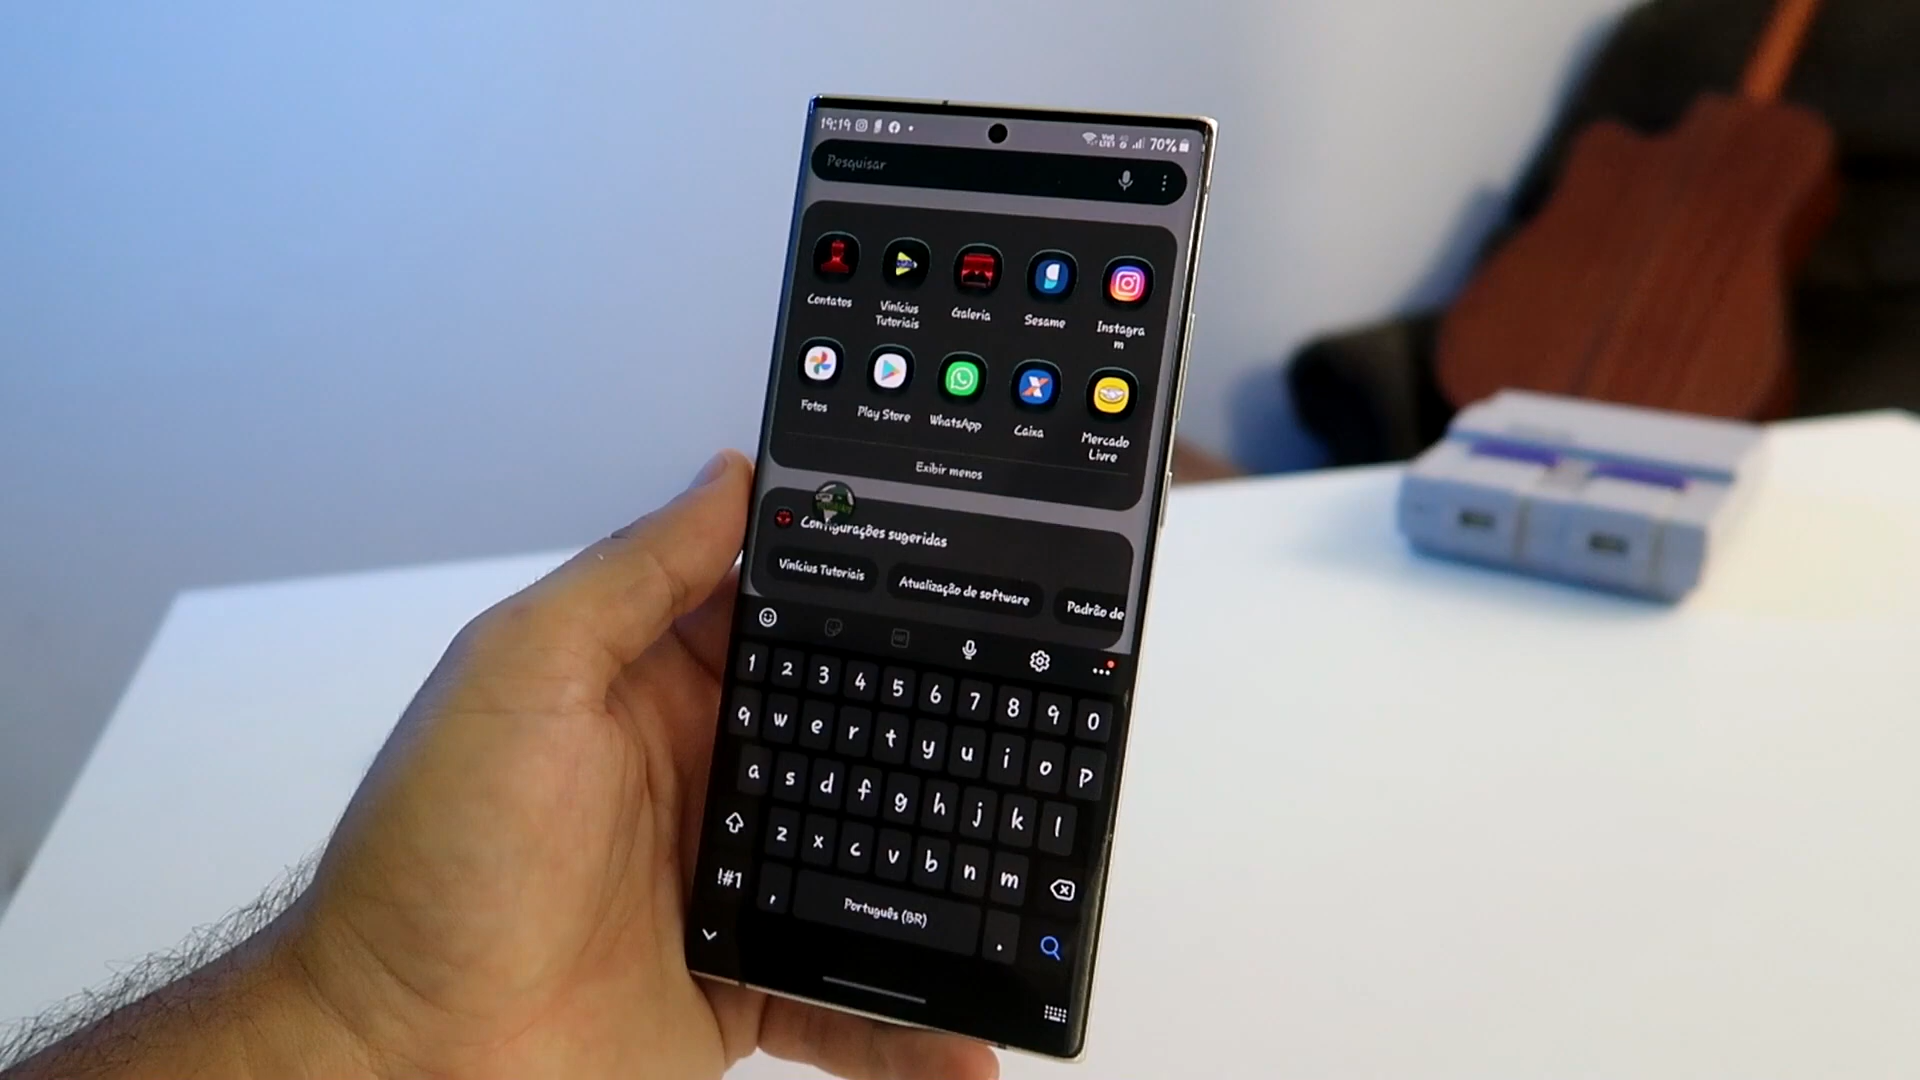 19:19
70%
Pesquisar
Contatos
Vinícius
Tutoriais
Galeria
Sesame
Instagra
m
Fotos
Play Store
WhatsApp
Caixa
Mercado
Livre
Exibir menos
Configurações sugeridas
Vinícius Tutoriais
Atualização de software
Padrão de
1 2 3 4 5 6 7 8 9 0
q w e r t y u i o p
a s d f g h j k l
z x c v b n m
!#1
,
Português (BR)
.